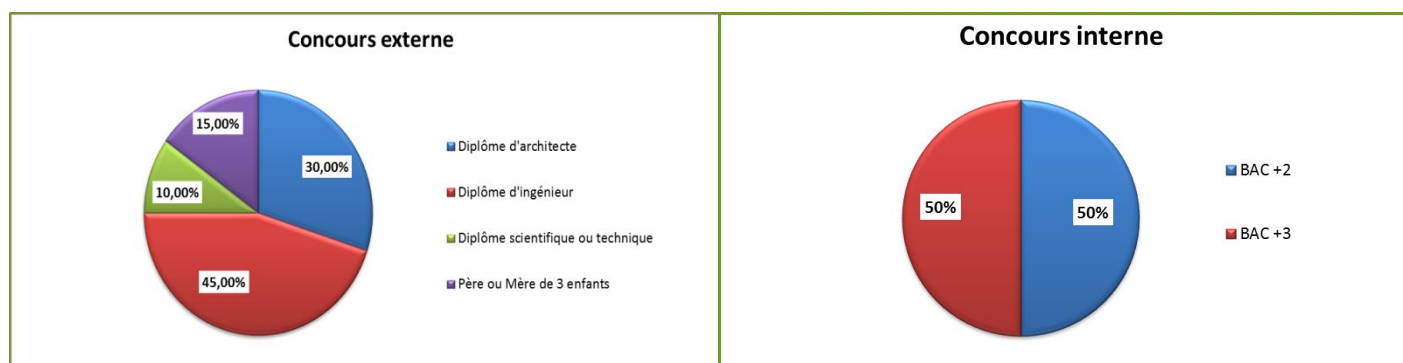 Concours externe
15,00%
30,00%
10,00%
45,00%
Diplôme d'architecte
Diplôme d'ingénieur
Diplôme scientifique ou technique
Père ou Mère de 3 enfants
Concours interne
50%
50%
BAC +2
BAC +3